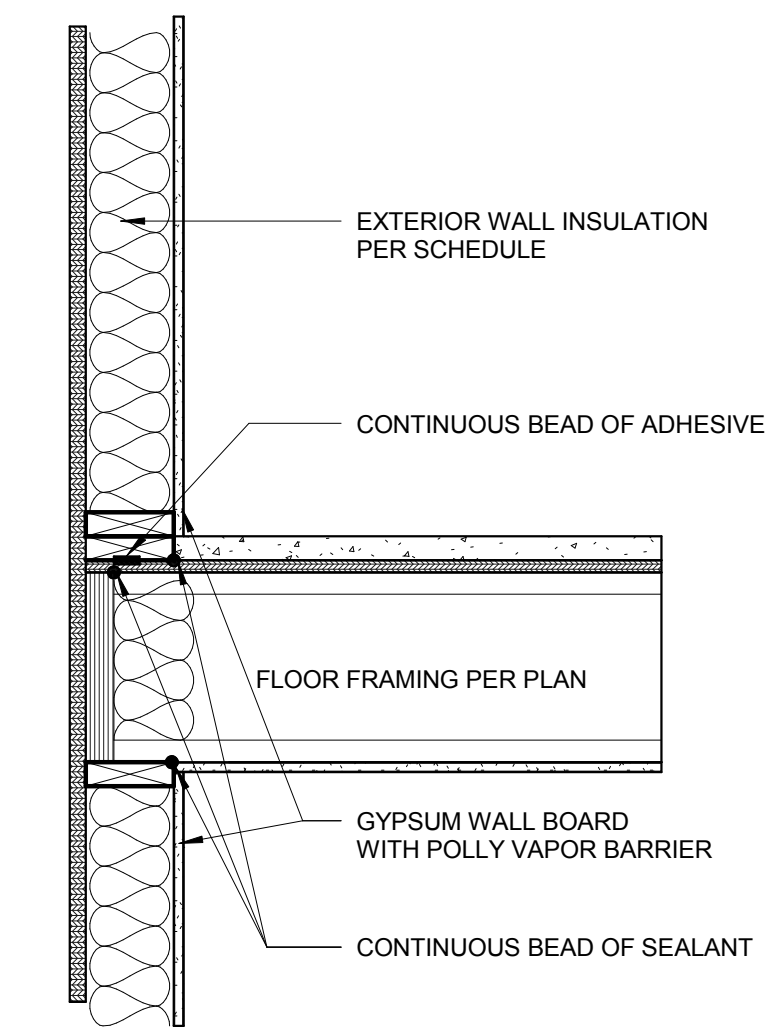 EXTERIOR WALL INSULATION
PER SCHEDULE
CONTINUOUS BEAD OF ADHESIVE
FLOOR FRAMING PER PLAN
GYPSUM WALL BOARD
WITH POLLY VAPOR BARRIER
CONTINUOUS BEAD OF SEALANT